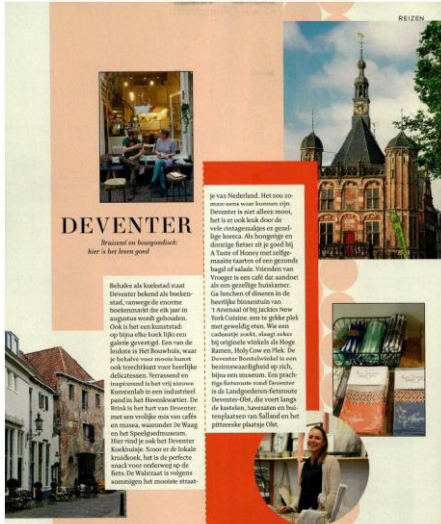 REIZEN
DEVENTER
Bruisend en bourgondisch:
hier is het leven goed
Behalve als koekstad staat
Deventer bekend als boeken-
stad, vanwege de enorme
boekenmarkt die elk jaar in
augustus wordt gehouden.
Ook is het een kunststad:
op bijna elke hoek lijkt een
galerie gevestigd. Een van de
leukste is Het Bouwhuis, waar
je behalve voor mooie kunst
ook terecht kunt voor heerlijke
delicatessen. Verrassend en
inspirerend is het vrij nieuwe
Kunstenlab in een industrieel
pand in het Havenkwartier. De
Brink is het hart van Deventer,
met een vrolijke mix van cafés
en musea, waaronder De Waag
en het Speelgoedmuseum.
Hier vind je ook het Deventer
Koekhuisje. Scoor er de lokale
kruidkoek, het is de perfecte
snack voor onderweg op de
fiets. De Walstraat is volgens
sommigen het mooiste straat-
je van Nederland. Het zou zo-
maar eens waar kunnen zijn.
Deventer is niet alleen mooi,
het is er ook leuk door de
vele vintagezaakjes en gezel-
lige horeca. Als hongerige en
dorstige fietser zit je goed bij
A Taste of Honey met zelfge-
maakte taarten of een gezonde
bagel of salade. Vrienden van
Vroeger is een café dat aandoet
als een gezellige huiskamer.
Ga lunchen of dineren in de
heerlijke binnentuin van
't Arsenaal of bij Jackies New
York Cuisine, een te gekke plek
met geweldig eten. Wie een
cadeautje zoekt, slaagt zeker
bij originele winkels als Hoge
Ramen, Holy Cow en Plek. De
Deventer Borstelwinkel is een
bezienswaardigheid op zich,
bijna een museum. Een prach-
tige fietsroute rond Deventer
is de Landgoederen-fietsroute
Deventer-Olst, die voert langs
de kastelen, havezaten en bui-
tenplaatsen van Salland en het
pittoreske plaatsje Olst.